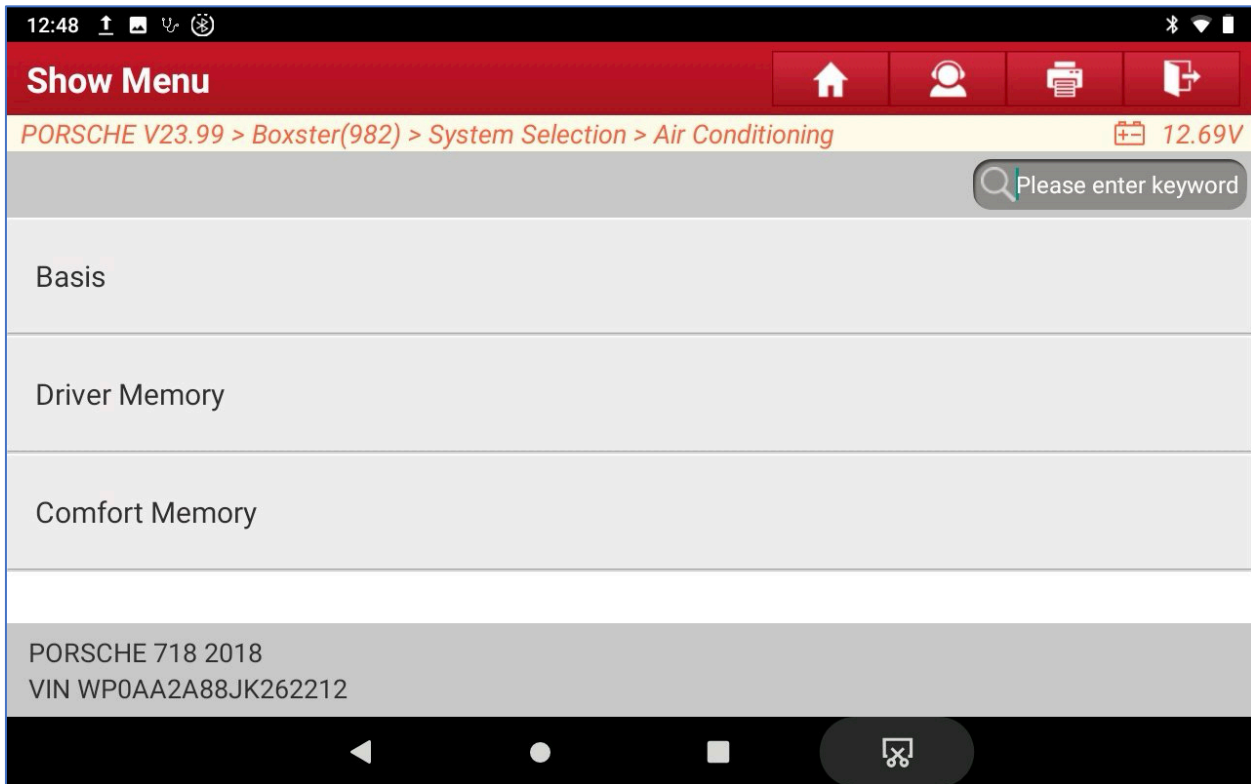 12:48
Show Menu
PORSCHE V23.99 > Boxster(982) > System Selection > Air Conditioning
12.69V
Please enter keyword
Basis
Driver Memory
Comfort Memory
PORSCHE 718 2018
VIN WP0AA2A88JK262212